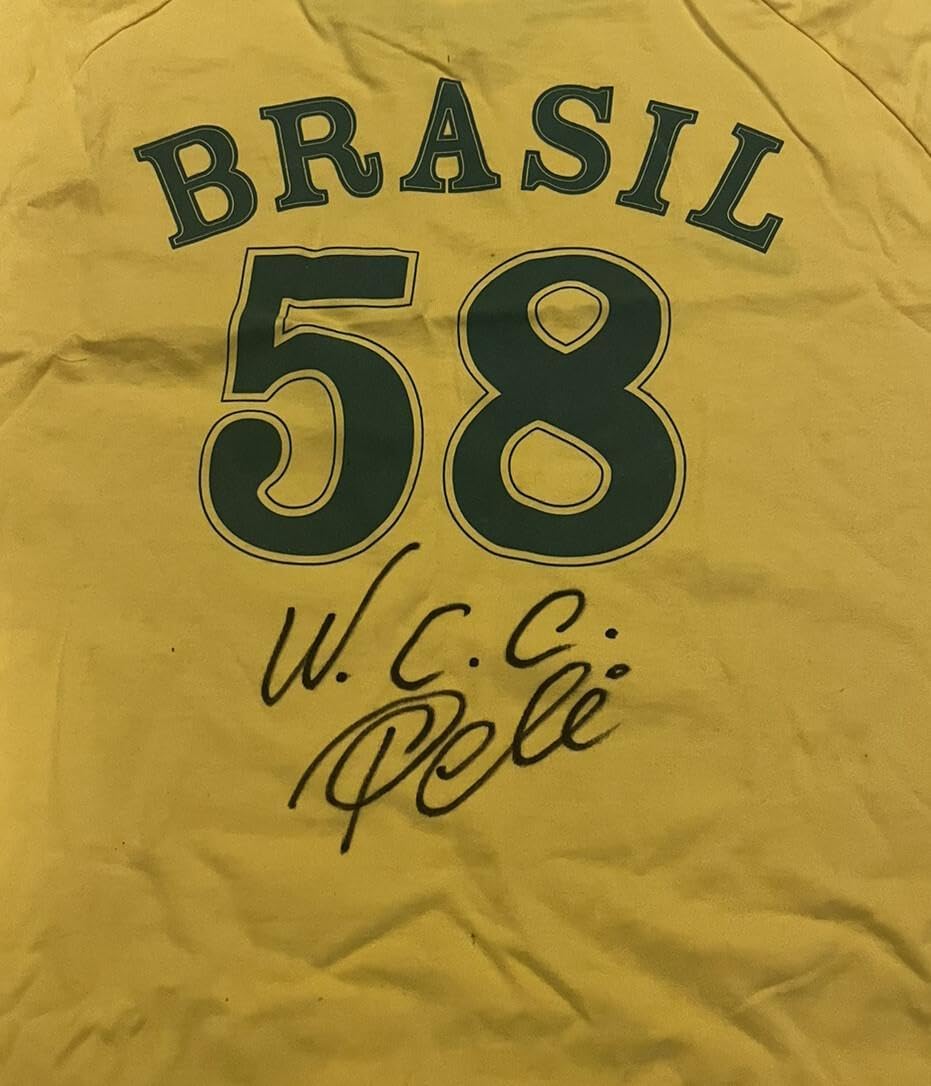 BRASIL
58
W. C. C.
Pelé